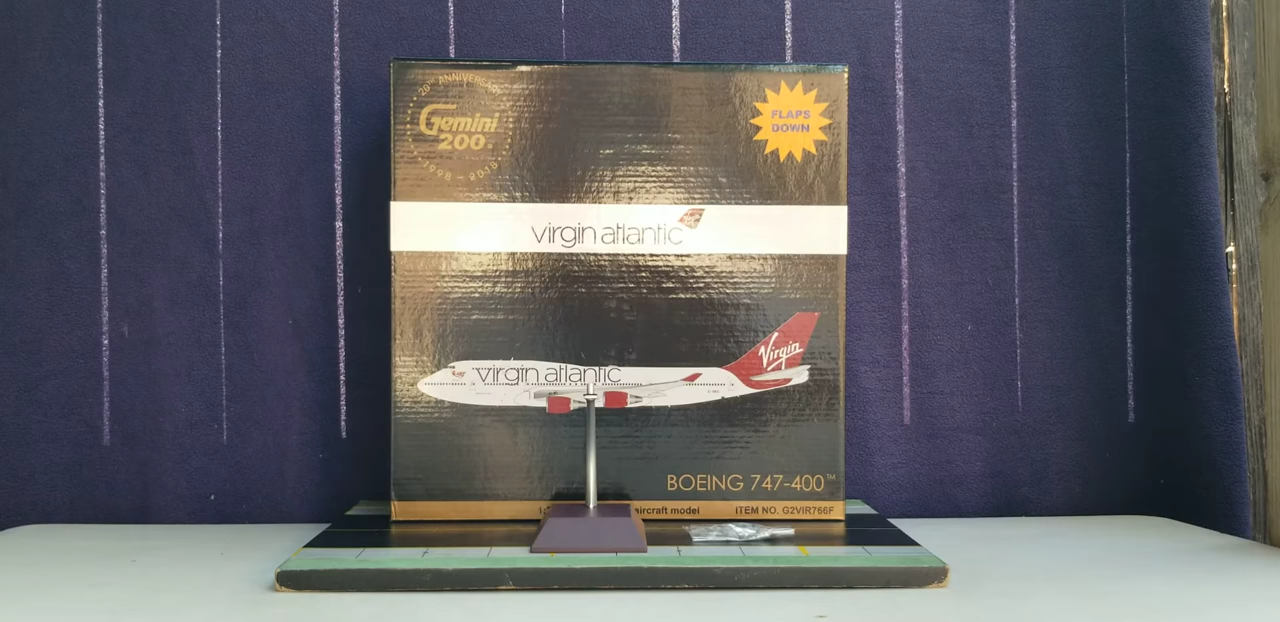 20TH ANNIVERSARY
Gemini
200
1998 - 2018
FLAPS
DOWN
virgin atlantic
virgin atlantic
Virgin
BOEING 747-400™
aircraft model
ITEM NO. G2VIR766F